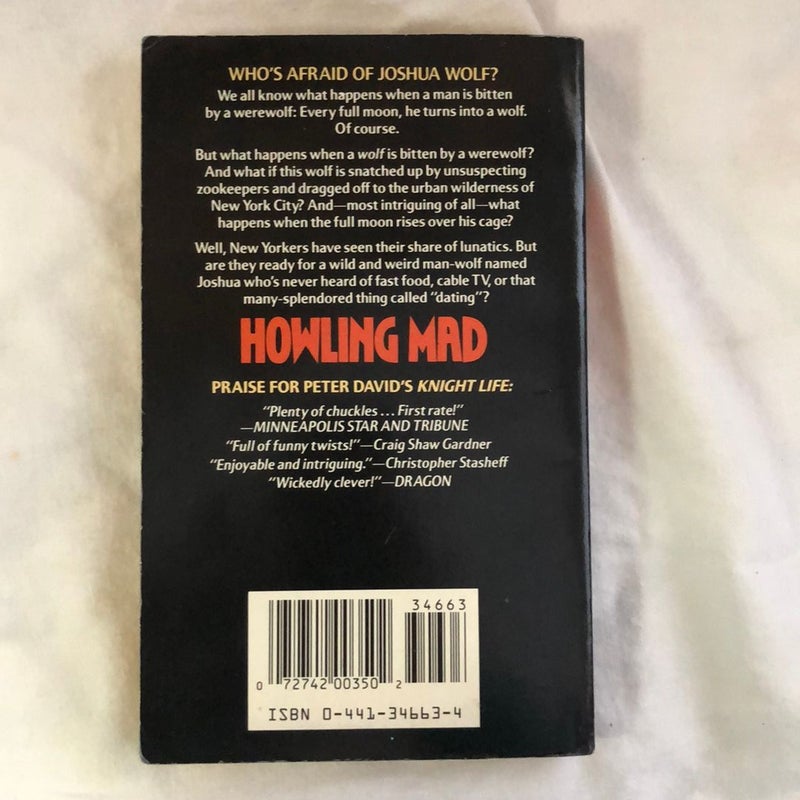 WHO'S AFRAID OF JOSHUA WOLF?
We all know what happens when a man is bitten
by a werewolf: Every full moon, he turns into a wolf.
Of course.
But what happens when a wolf is bitten by a werewolf?
And what if this wolf is snatched up by unsuspecting
zookeepers and dragged off to the urban wilderness of
New York City? And—most intriguing of all—what
happens when the full moon rises over his cage?
Well, New Yorkers have seen their share of lunatics. But
are they ready for a wild and weird man-wolf named
Joshua who's never heard of fast food, cable TV, or that
many-splendored thing called "dating"?
HOWLING MAD
PRAISE FOR PETER DAVID'S KNIGHT LIFE:
"Plenty of chuckles ... First rate!"
—MINNEAPOLIS STAR AND TRIBUNE
"Full of funny twists!"—Craig Shaw Gardner
"Enjoyable and intriguing."—Christopher Stasheff
"Wickedly clever!"—DRAGON
34663
0 72742 00350 2
ISBN 0-441-34663-4